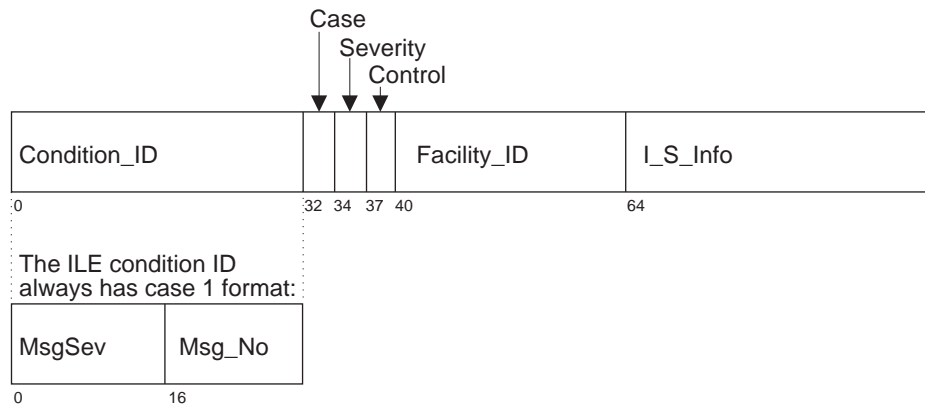 Case
Severity
Control
Condition_ID
Facility_ID
I_S_Info
0
32
34
37
40
64
The ILE condition ID
always has case 1 format:
MsgSev
Msg_No
0
16